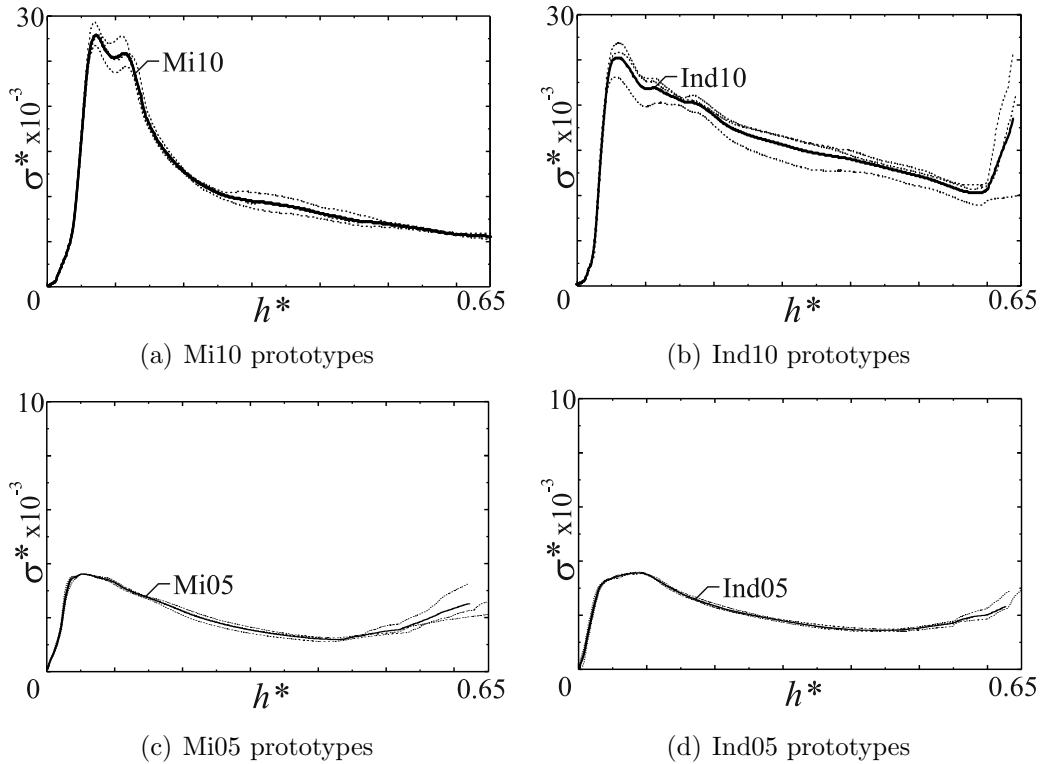 30
Mi10
σ* x10⁻³
0
h*
0.65
(a) Mi10 prototypes
30
Ind10
σ* x10⁻³
0
h*
0.65
(b) Ind10 prototypes
10
Mi05
σ* x10⁻³
0
h*
0.65
(c) Mi05 prototypes
10
Ind05
σ* x10⁻³
0
h*
0.65
(d) Ind05 prototypes